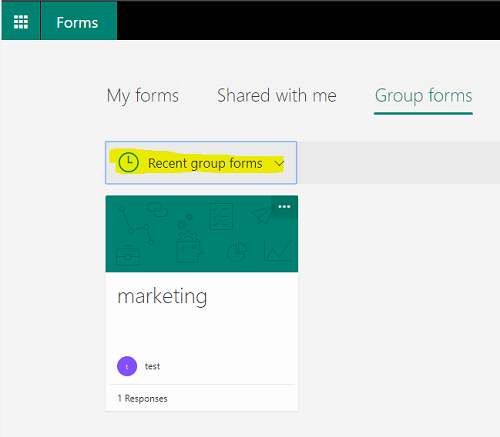 Forms
My forms Shared with me Group forms
Recent group forms
marketing
t test
1 Responses